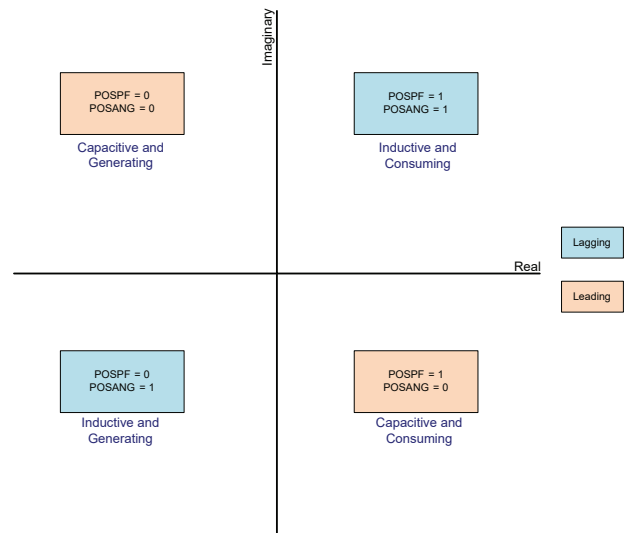 Imaginary
POSPF = 0
POSANG = 0
Capacitive and
Generating
POSPF = 1
POSANG = 1
Inductive and
Consuming
Lagging
Real
Leading
POSPF = 0
POSANG = 1
Inductive and
Generating
POSPF = 1
POSANG = 0
Capacitive and
Consuming